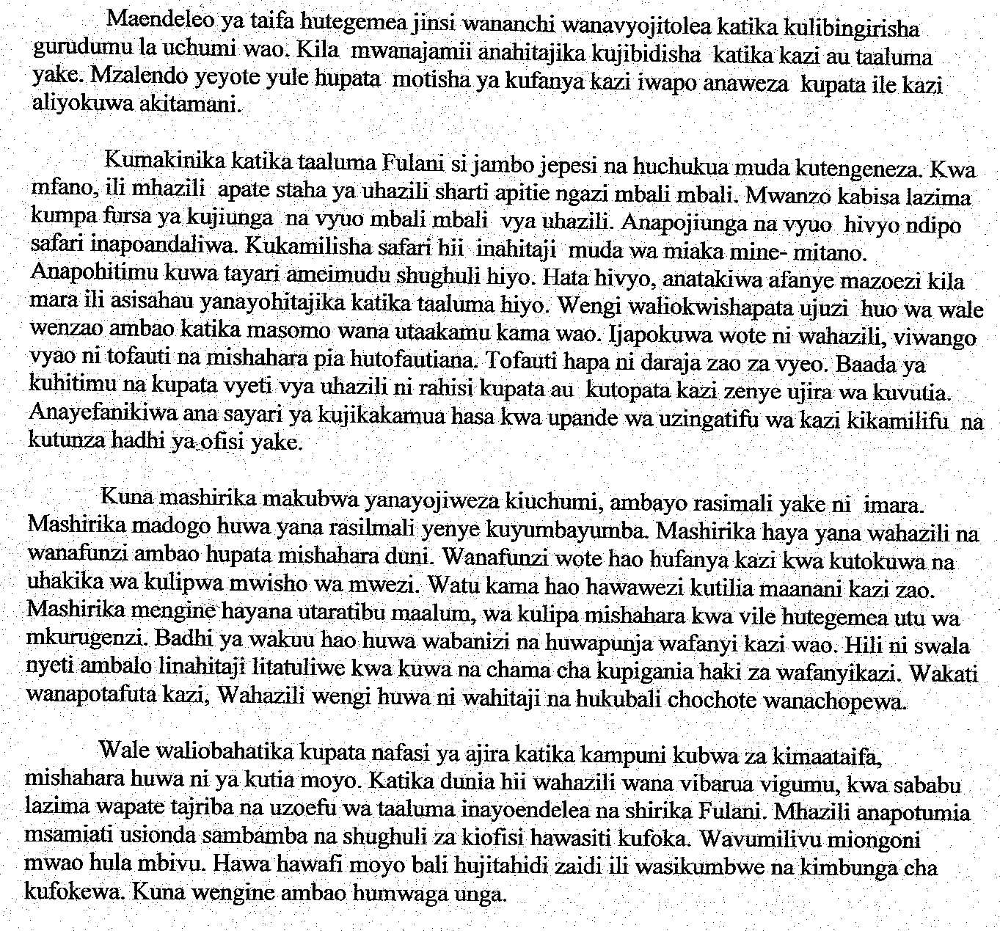 Maendeleo ya taifa hutegemea jinsi wananchi wanavyojitolea katika kulibingirisha
gurudumu la uchumi wao. Kila mwanajamii anahitajika kujibidisha katika kazi au taaluma
yake. Mzalendo yeyote yule hupata motisha ya kufanya kazi iwapo anaweza kupata ile kazi
aliyokuwa akitamani.
Kumakinika katika taaluma Fulani si jambo jepesi na huchukua muda kutengeneza. Kwa
mfano, ili mhazili apate staha ya uhazili sharti apitie ngazi mbali mbali. Mwanzo kabisa lazima
kumpa fursa ya kujiunga na vyuo mbali mbali vya uhazili. Anapojiunga na vyuo hivyo ndipo
safari inapoandaliwa. Kukamilisha safari hii inahitaji muda wa miaka mine- mitano.
Anapohitimu kuwa tayari ameimudu shughuli hiyo. Hata hivyo, anatakiwa afanye mazoezi kila
mara ili asisahau yanayohitajika katika taaluma hiyo. Wengi waliokwishapata ujuzi huo wa wale
wenzao ambao katika masomo wana utaakamu kama wao. Ijapokuwa wote ni wahazili, viwango
vyao ni tofauti na mishahara pia hutofautiana. Tofauti hapa ni daraja zao za vyeo. Baada ya
kuhitimu na kupata vyeti vya uhazili ni rahisi kupata au kutopata kazi zenye ujira wa kuvutia.
Anayefanikiwa ana sayari ya kujikakamua hasa kwa upande wa uzingatifu wa kazi kikamilifu na
kutunza hadhi ya ofisi yake.
Kuna mashirika makubwa yanayojiweza kiuchumi, ambayo rasimali yake ni imara.
Mashirika madogo huwa yana rasilmali yenye kuyumbayumba. Mashirika haya yana wahazili na
wanafunzi ambao hupata mishahara duni. Wanafunzi wote hao hufanya kazi kwa kutokuwa na
uhakika wa kulipwa mwisho wa mwezi. Watu kama hao hawawezi kutilia maanani kazi zao.
Mashirika mengine hayana utaratibu maalum, wa kulipa mishahara kwa vile hutegemea utu wa
mkurugenzi. Badhi ya wakuu hao huwa wabanizi na huwapunja wafanyi kazi wao. Hili ni swala
nyeti ambalo linahitaji litatuliwe kwa kuwa na chama cha kupigania haki za wafanyikazi. Wakati
wanapotafuta kazi, Wahazili wengi huwa ni wahitaji na hukubali chochote wanachopewa.
Wale waliobahatika kupata nafasi ya ajira katika kampuni kubwa za kimaataifa,
mishahara huwa ni ya kutia moyo. Katika dunia hii wahazili wana vibarua vigumu, kwa sababu
lazima wapate tajriba na uzoefu wa taaluma inayoendelea na shirika Fulani. Mhazili anapotumia
msamiati usionda sambamba na shughuli za kiofisi hawasiti kufoka. Wavumilivu miongoni
mwao hula mbivu. Hawa hawafi moyo bali hujitahidi zaidi ili wasikumbwe na kimbunga cha
kufokewa. Kuna wengine ambao humwaga unga.